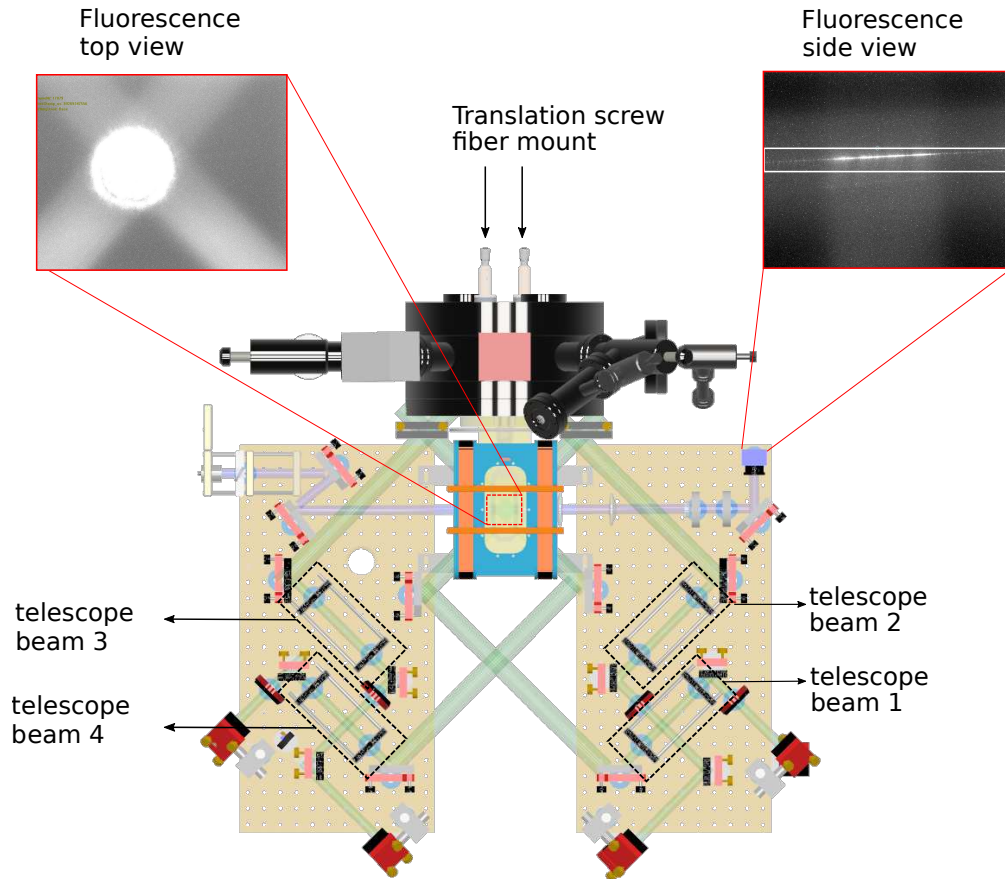 Fluorescence
top view
Fluorescence
side view
Translation screw
fiber mount
telescope
beam 3
telescope
beam 2
telescope
beam 4
telescope
beam 1